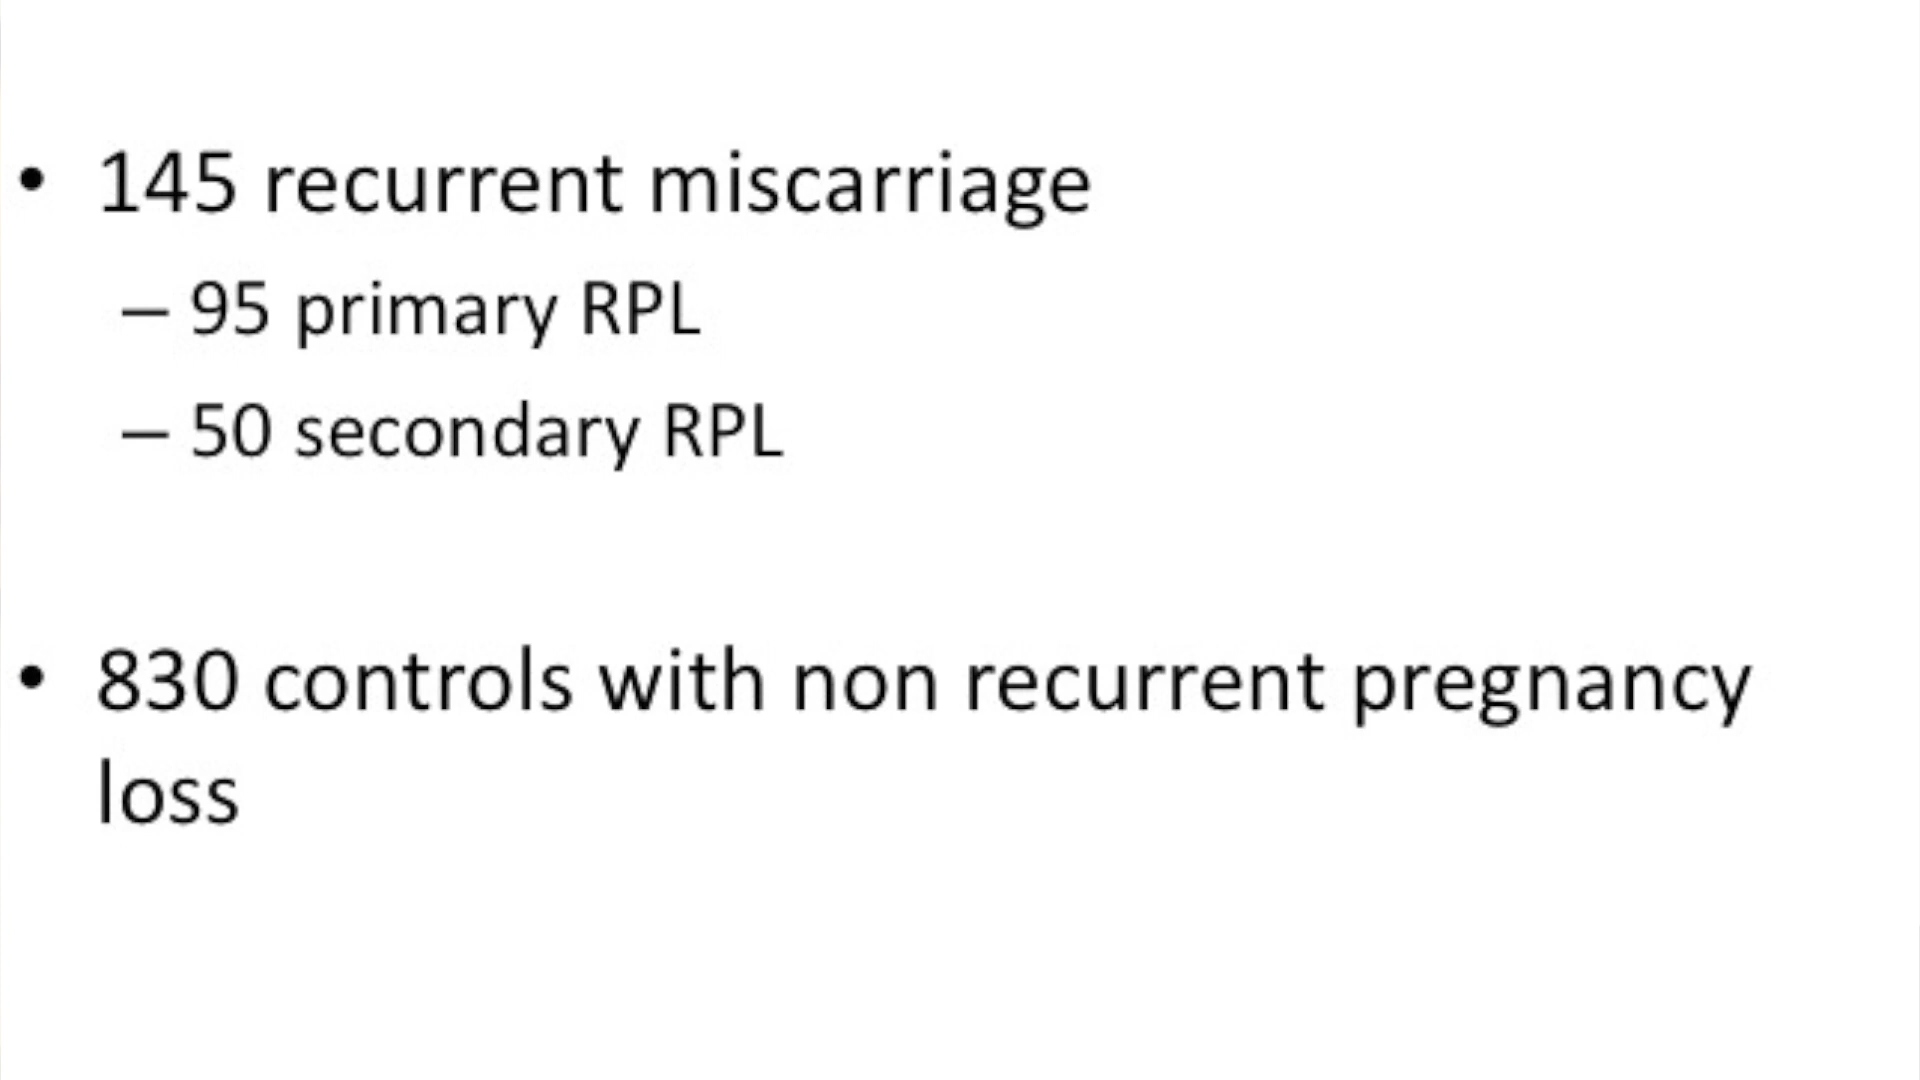 • 145 recurrent miscarriage
– 95 primary RPL
– 50 secondary RPL
• 830 controls with non recurrent pregnancy
loss